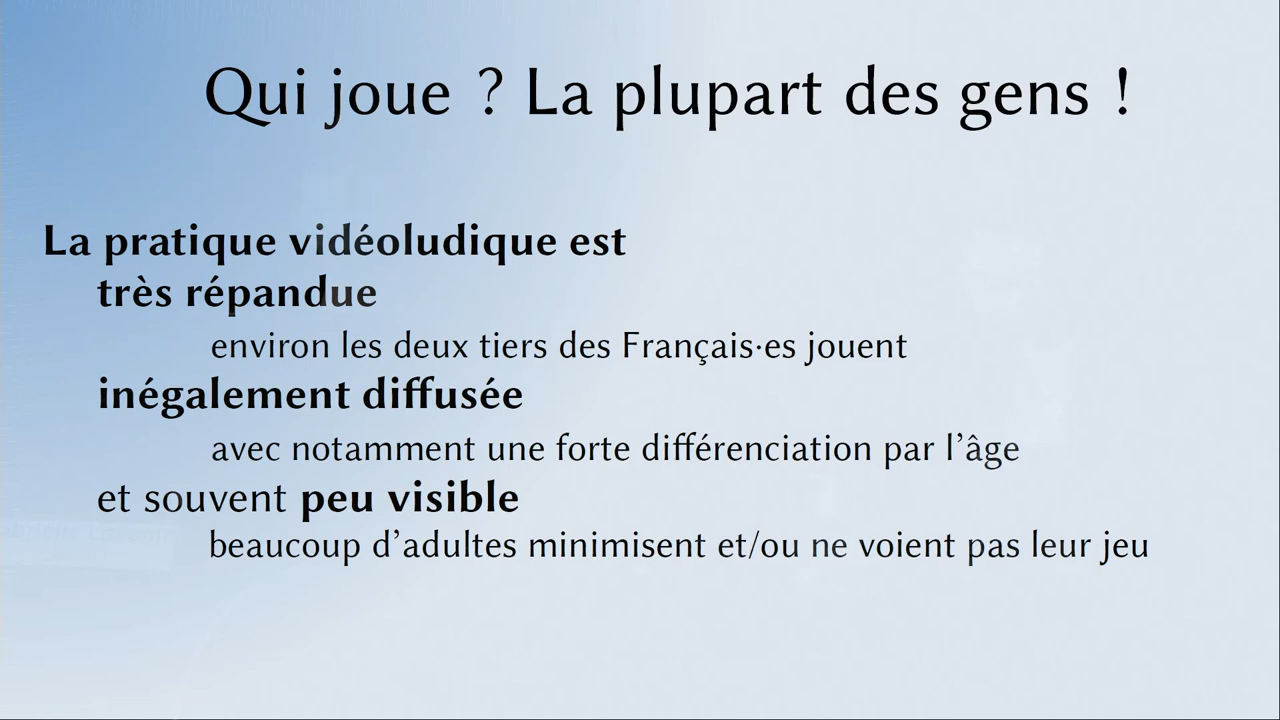 Qui joue ? La plupart des gens !
La pratique vidéoludique est
très répandue
environ les deux tiers des Français·es jouent
inégalement diffusée
avec notamment une forte différenciation par l’âge
et souvent peu visible
beaucoup d’adultes minimisent et/ou ne voient pas leur jeu